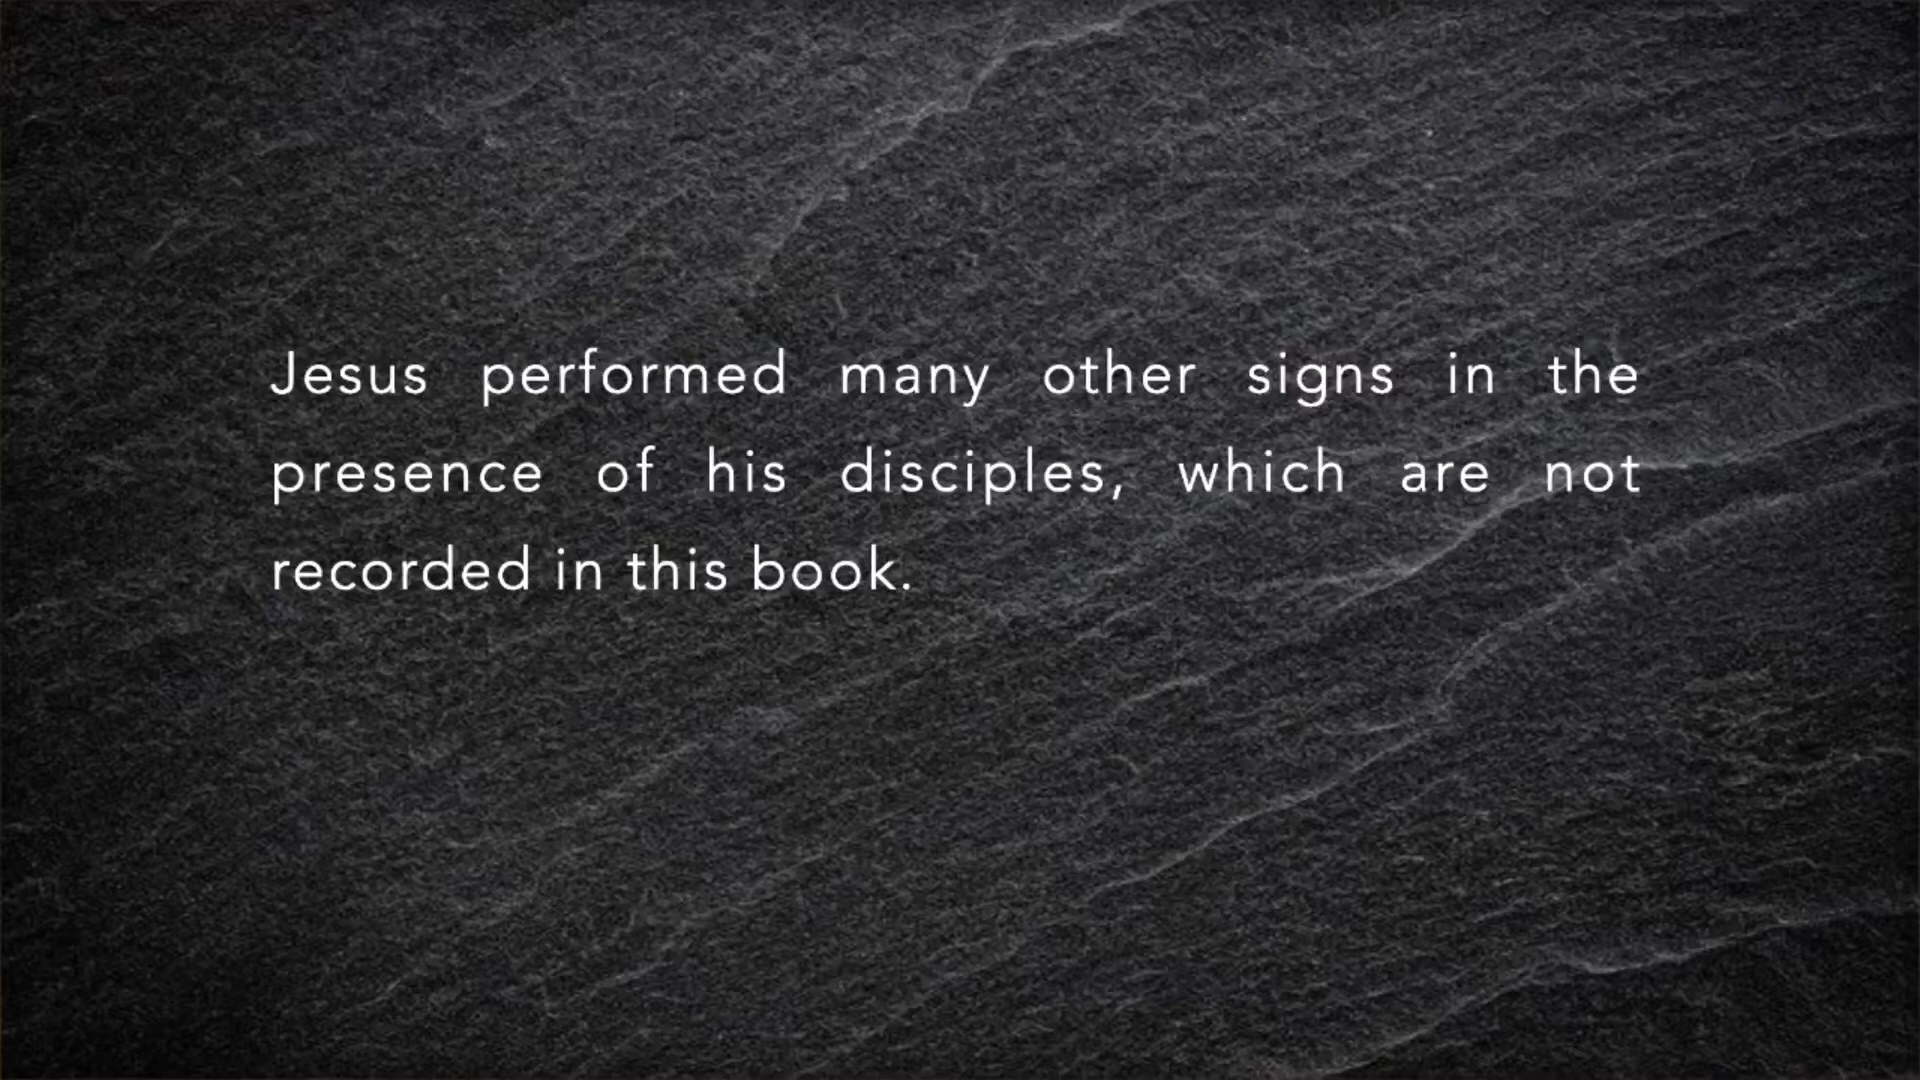 Jesus performed many other signs in the
presence of his disciples, which are not
recorded in this book.